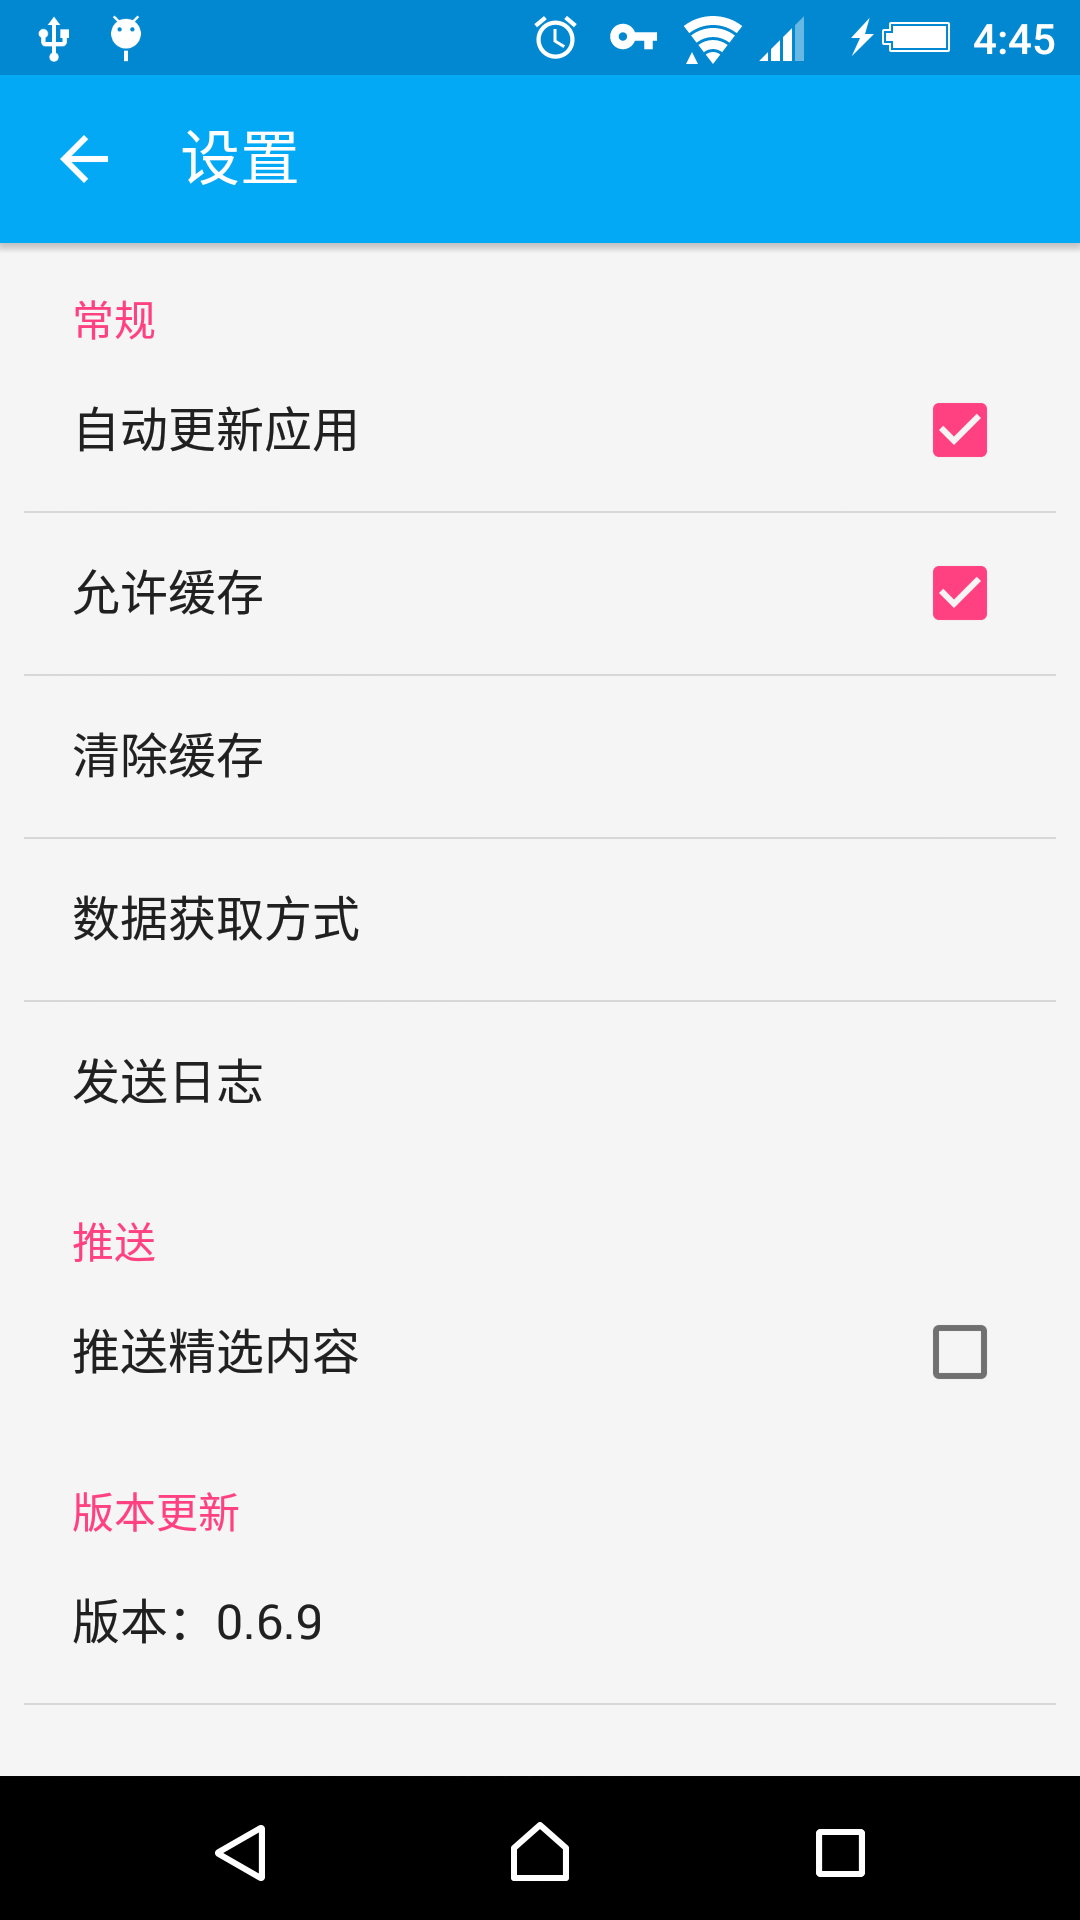 4:45
设置
常规
自动更新应用
允许缓存
清除缓存
数据获取方式
发送日志
推送
推送精选内容
版本更新
版本：0.6.9